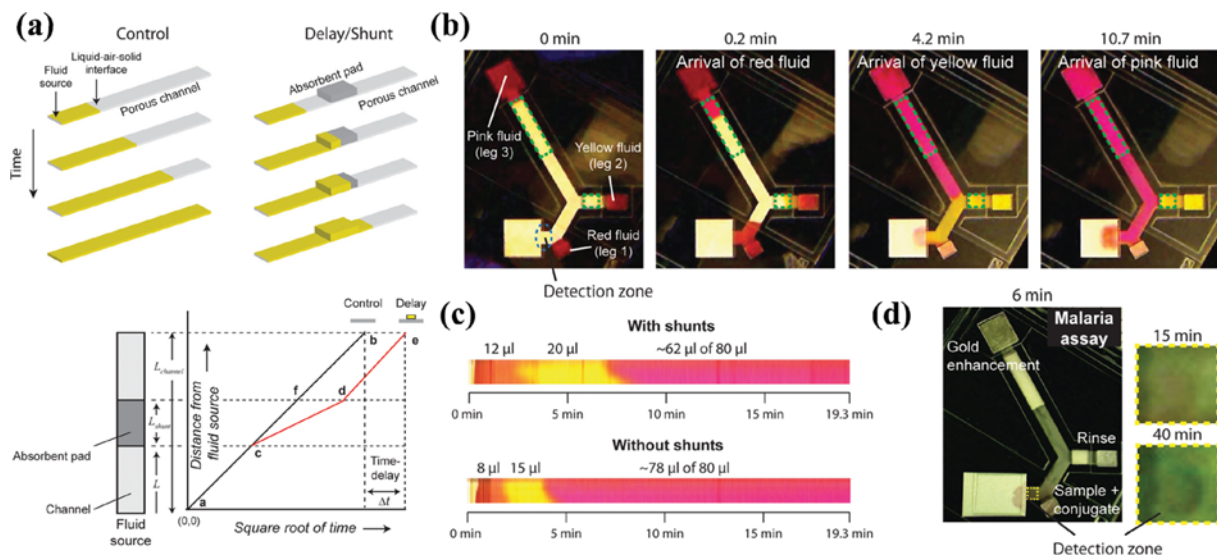 (a)
Control
Delay/Shunt
Liquid-air-solid
interface
Fluid
source
Porous channel
Absorbent pad
Porous channel
Time
Control
Delay
b
e
f
d
c
a
L channel
L shunt
L
Absorbent pad
Channel
Fluid
source
Distance from
fluid source
Time-
delay
Δt
(0,0)
Square root of time
(b)
0 min
0.2 min
4.2 min
10.7 min
Arrival of red fluid
Arrival of yellow fluid
Arrival of pink fluid
Pink fluid
(leg 3)
Yellow fluid
(leg 2)
Red fluid
(leg 1)
Detection zone
(c)
With shunts
12 µl
20 µl
~62 µl of 80 µl
0 min
5 min
10 min
15 min
19.3 min
Without shunts
8 µl
15 µl
~78 µl of 80 µl
0 min
5 min
10 min
15 min
19.3 min
(d)
6 min
Malaria
assay
Gold
enhancement
Rinse
Sample +
conjugate
15 min
40 min
Detection zone